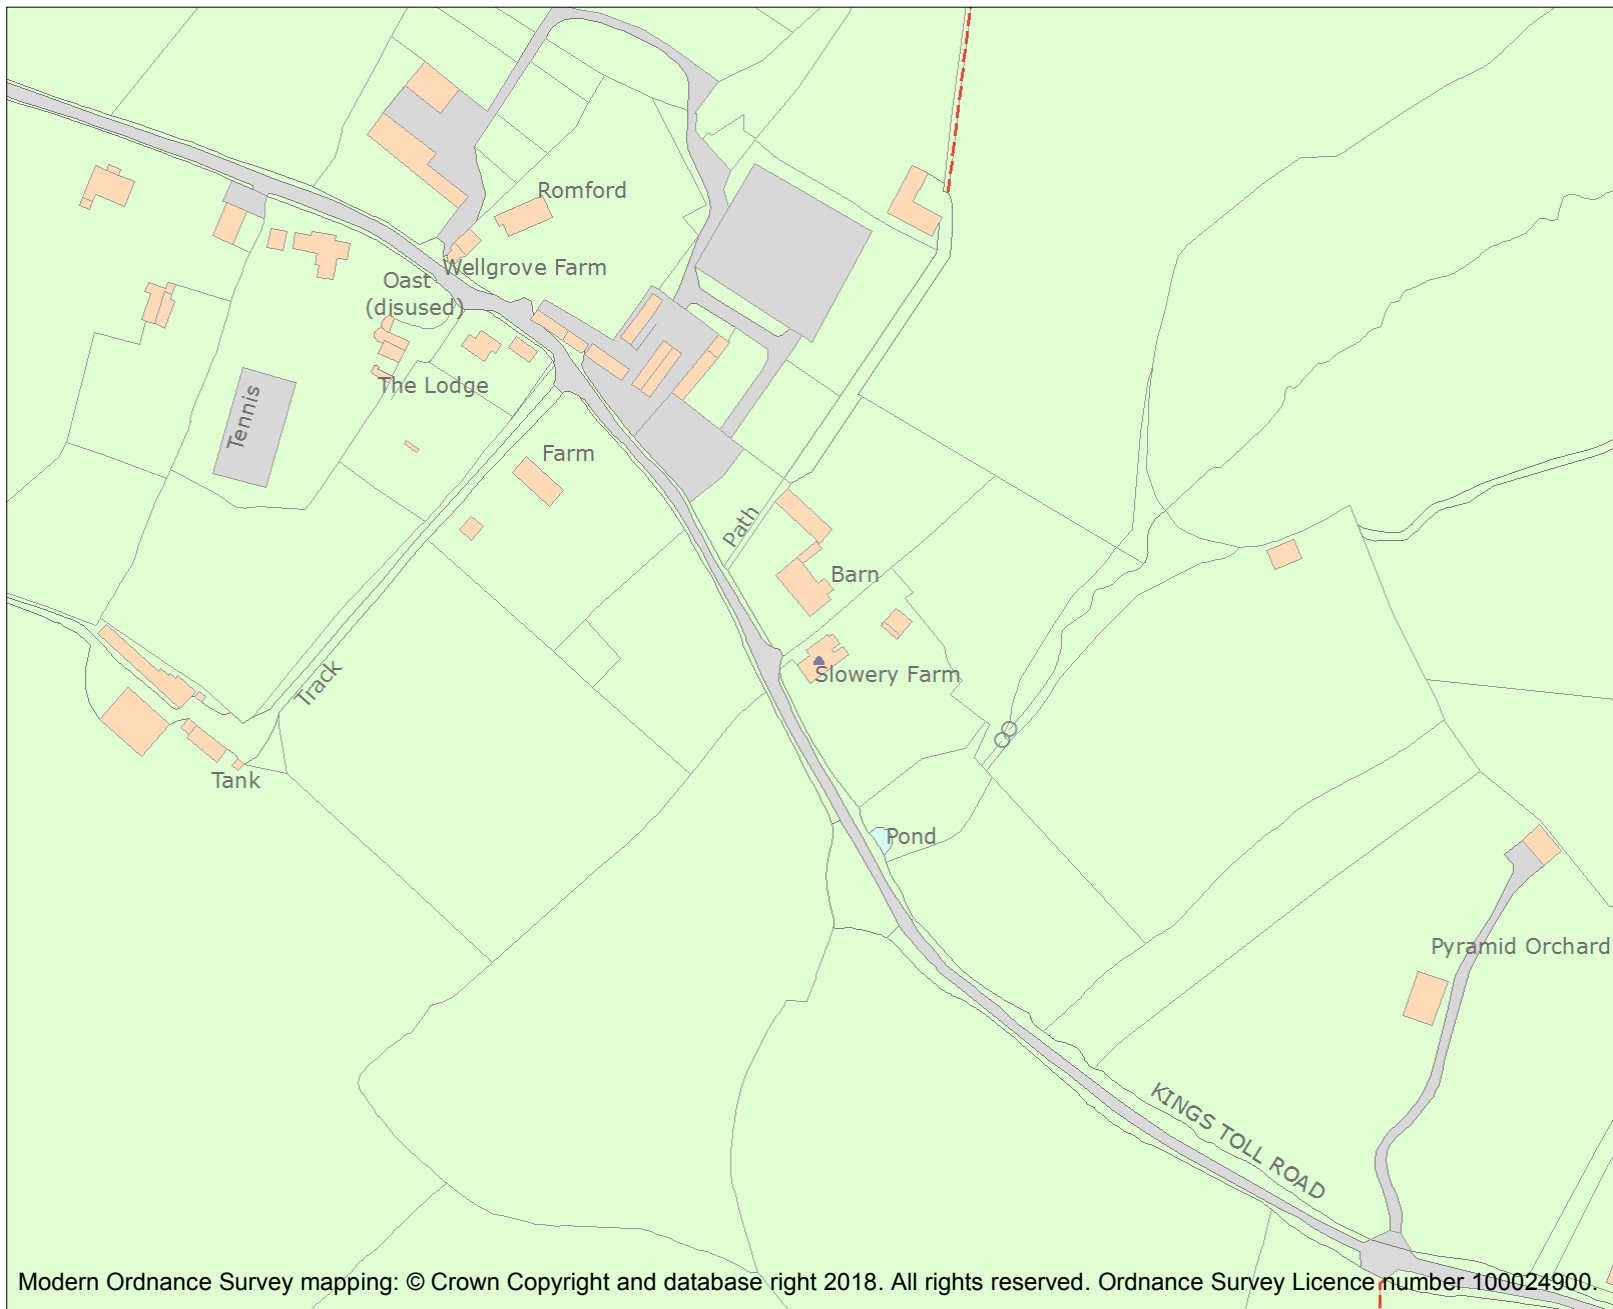 Romford
Wellgrove Farm
Oast
(disused)
The Lodge
Tennis
Farm
Path
Barn
Slowery Farm
Track
Tank
Pond
Pyramid Orchard
KINGS TOLL ROAD
Modern Ordnance Survey mapping: © Crown Copyright and database right 2018. All rights reserved. Ordnance Survey Licence number 100024900.